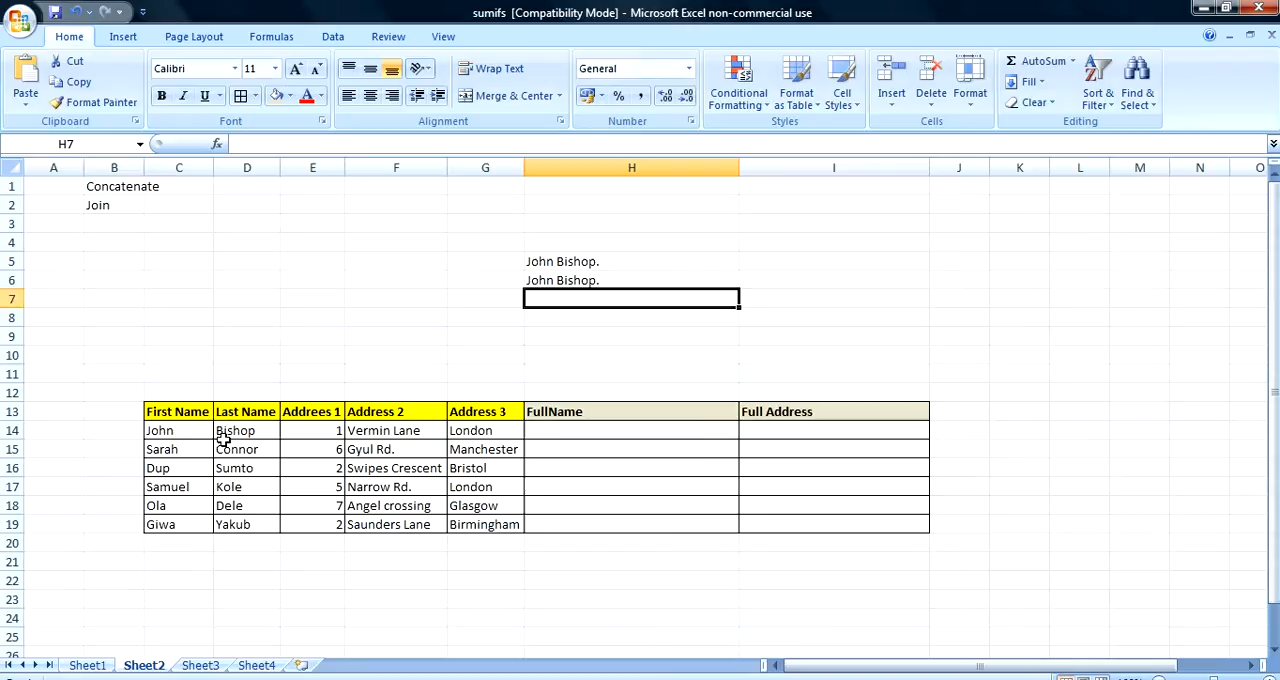 sumifs [Compatibility Mode] - Microsoft Excel non-commercial use
Home Insert Page Layout Formulas Data Review View
Paste
Cut
Copy
Format Painter
Clipboard
Calibri 11
B I U A
Font
Wrap Text
Merge & Center
Alignment
General
% ,
Number
Conditional Formatting
Format as Table
Cell Styles
Styles
Insert Delete Format
Cells
Σ AutoSum
Fill
Clear
Sort & Filter
Find & Select
Editing
H7 fx
A B C D E F G H I J K L M N O
1 Concatenate
2 Join
3
4
5 John Bishop.
6 John Bishop.
7
8
9
10
11
12
13 First Name Last Name Addrees 1 Address 2 Address 3 FullName Full Address
14 John Bishop 1 Vermin Lane London
15 Sarah Connor 6 Gyul Rd. Manchester
16 Dup Sumto 2 Swipes Crescent Bristol
17 Samuel Kole 5 Narrow Rd. London
18 Ola Dele 7 Angel crossing Glasgow
19 Giwa Yakub 2 Saunders Lane Birmingham
20
21
22
23
24
25
26
Sheet1 Sheet2 Sheet3 Sheet4